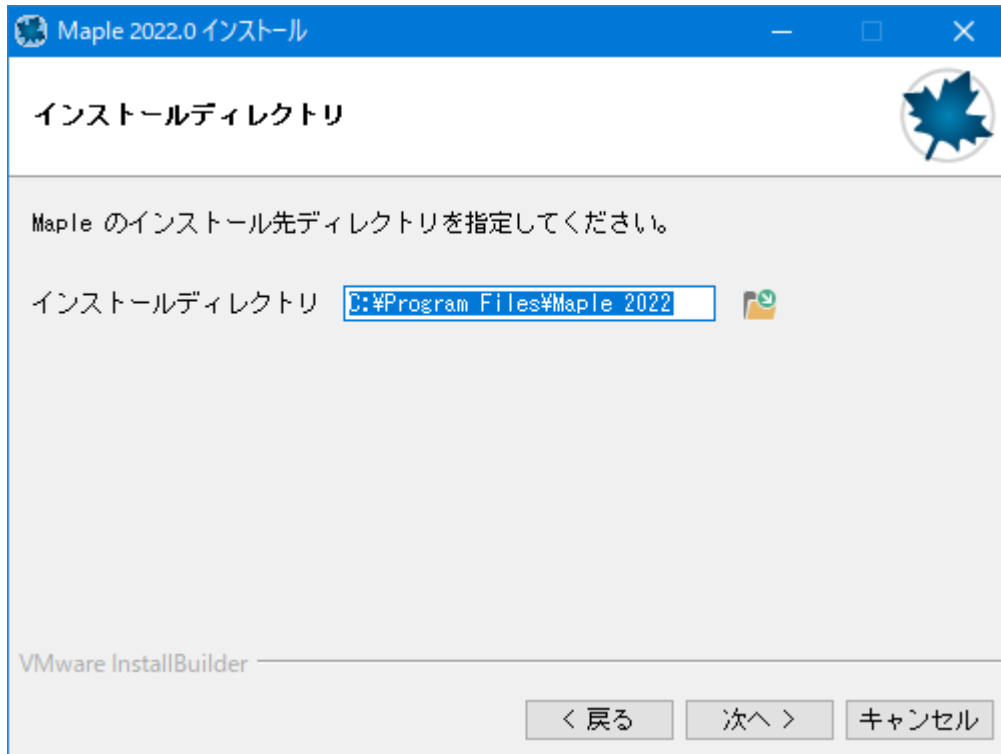 Maple 2022.0 インストール
インストールディレクトリ
Maple のインストール先ディレクトリを指定してください。
インストールディレクトリ C:¥Program Files¥Maple 2022
VMware InstallBuilder
< 戻る 次へ > キャンセル